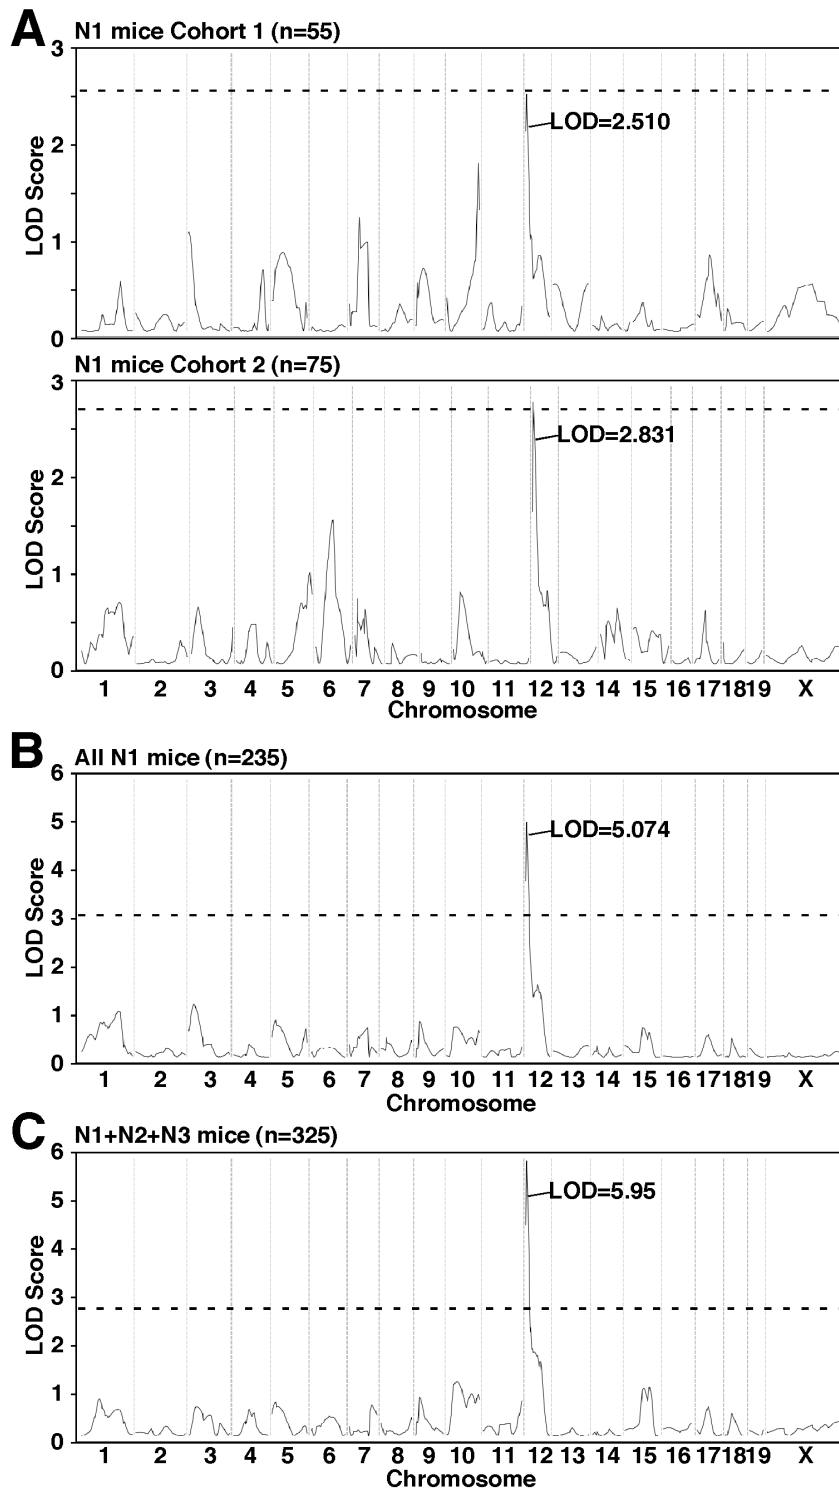 A
N1 mice Cohort 1 (n=55)
3
2
1
0
LOD Score
LOD=2.510
N1 mice Cohort 2 (n=75)
3
2
1
0
LOD Score
LOD=2.831
1 2 3 4 5 6 7 8 9 10 11 12 13 14 15 16 17 18 19 X
Chromosome
B
All N1 mice (n=235)
6
5
4
3
2
1
0
LOD Score
LOD=5.074
1 2 3 4 5 6 7 8 9 10 11 12 13 14 15 16 17 18 19 X
Chromosome
C
N1+N2+N3 mice (n=325)
6
5
4
3
2
1
0
LOD Score
LOD=5.95
1 2 3 4 5 6 7 8 9 10 11 12 13 14 15 16 17 18 19 X
Chromosome